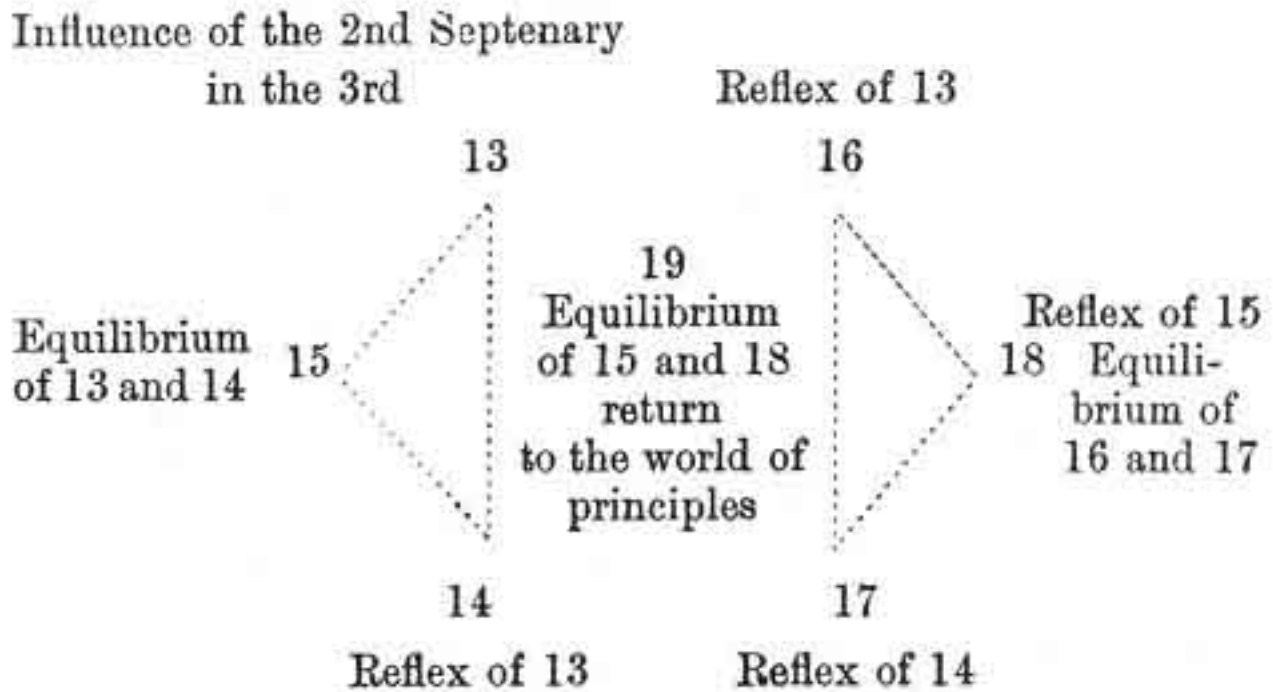 Influence of the 2nd Septenary
in the 3rd
Reflex of 13
13
16
19
Equilibrium
of 15 and 18
return
to the world of
principles
Equilibrium
of 13 and 14
15
18
Reflex of 15
Equili-
brium of
16 and 17
14
17
Reflex of 13
Reflex of 14